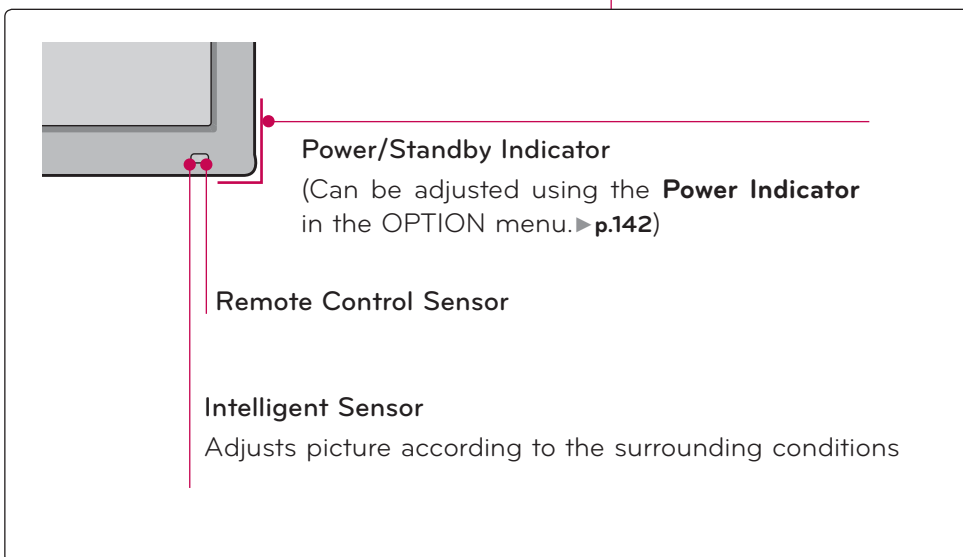 Power/Standby Indicator
(Can be adjusted using the Power Indicator
in the OPTION menu.►p.142)
Remote Control Sensor
Intelligent Sensor
Adjusts picture according to the surrounding conditions